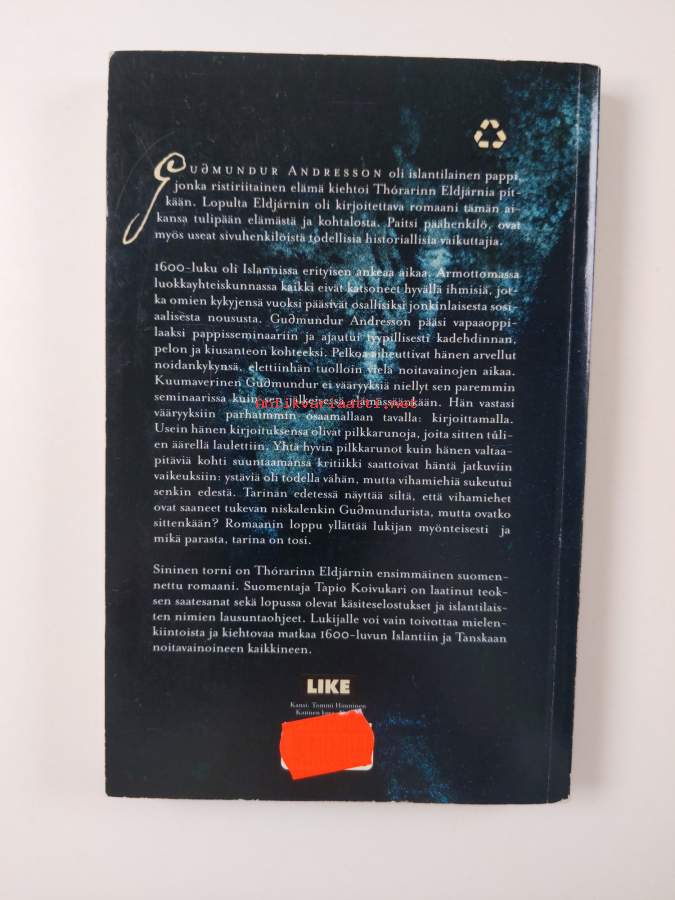 GUÐMUNDUR ANDRESSON oli islantilainen pappi,
jonka ristiriitainen elämä kiehtoi Thórarinn Eldjárnia pit-
kään. Lopulta Eldjárnin oli kirjoitettava romaani tämän ai-
kansa tulipään elämästä ja kohtalosta. Paitsi päähenkilö, ovat
myös useat sivuhenkilöistä todellisia historiallisia vaikuttajia.
1600-luku oli Islannissa erityisen ankeaa aikaa. Armottomassa
luokkayhteiskunnassa kaikki eivät katsoneet hyvällä ihmisiä, jot-
ka omien kykyjensä vuoksi pääsivät osallisiksi jonkinlaisesta sosi-
aalisesta noususta. Guðmundur Andresson pääsi vapaaoppi-
laaksi pappisseminaariin ja ajautui tyypillisesti kadehdinnan,
pelon ja kiusanteon kohteeksi. Pelkoa aiheuttivat hänen arvellut
noidankykynsä, elettiinhän tuolloin vielä noitavainojen aikaa.
Kuumaverinen Guðmundur ei vääryyksiä niellyt sen paremmin
seminaarissa kuin sen jälkeisessä elämässäänkään. Hän vastasi
antikvariaatti.net
vääryyksiin parhaimmin osaamallaan tavalla: kirjoittamalla.
Usein hänen kirjoituksensa olivat pilkkarunoja, joita sitten tuli-
en äärellä laulettiin. Yhtä hyvin pilkkarunot kuin hänen valtaa-
pitäviä kohti suuntaamansa kritiikki saattoivat häntä jatkuviin
vaikeuksiin: ystäviä oli todella vähän, mutta vihamiehiä sukeutui
senkin edestä. Tarinan edetessä näyttää siltä, että vihamiehet
ovat saaneet tukevan niskalenkin Guðmundurista, mutta ovatko
sittenkään? Romaanin loppu yllättää lukijan myönteisesti ja
mikä parasta, tarina on tosi.
Sininen torni on Thórarinn Eldjárnin ensimmäinen suomen-
nettu romaani. Suomentaja Tapio Koivukari on laatinut teok-
sen saatesanat sekä lopussa olevat käsiteselostukset ja islantilais-
ten nimien lausuntaohjeet. Lukijalle voi vain toivottaa mielen-
kiintoista ja kiehtovaa matkaa 1600-luvun Islantiin ja Tanskaan
noitavainoineen kaikkineen.
LIKE
Kansi: Tommi Hänninen
Kannen